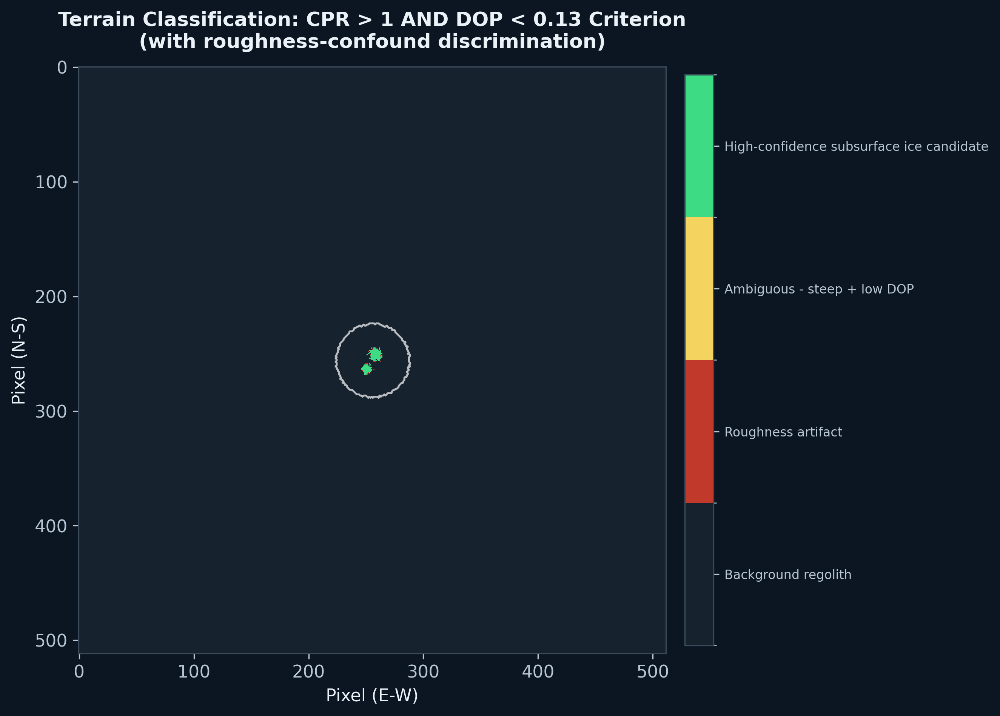 Terrain Classification: CPR > 1 AND DOP < 0.13 Criterion
(with roughness-confound discrimination)
0
100
200
300
400
500
Pixel (N-S)
0 100 200 300 400 500
Pixel (E-W)
High-confidence subsurface ice candidate
Ambiguous - steep + low DOP
Roughness artifact
Background regolith